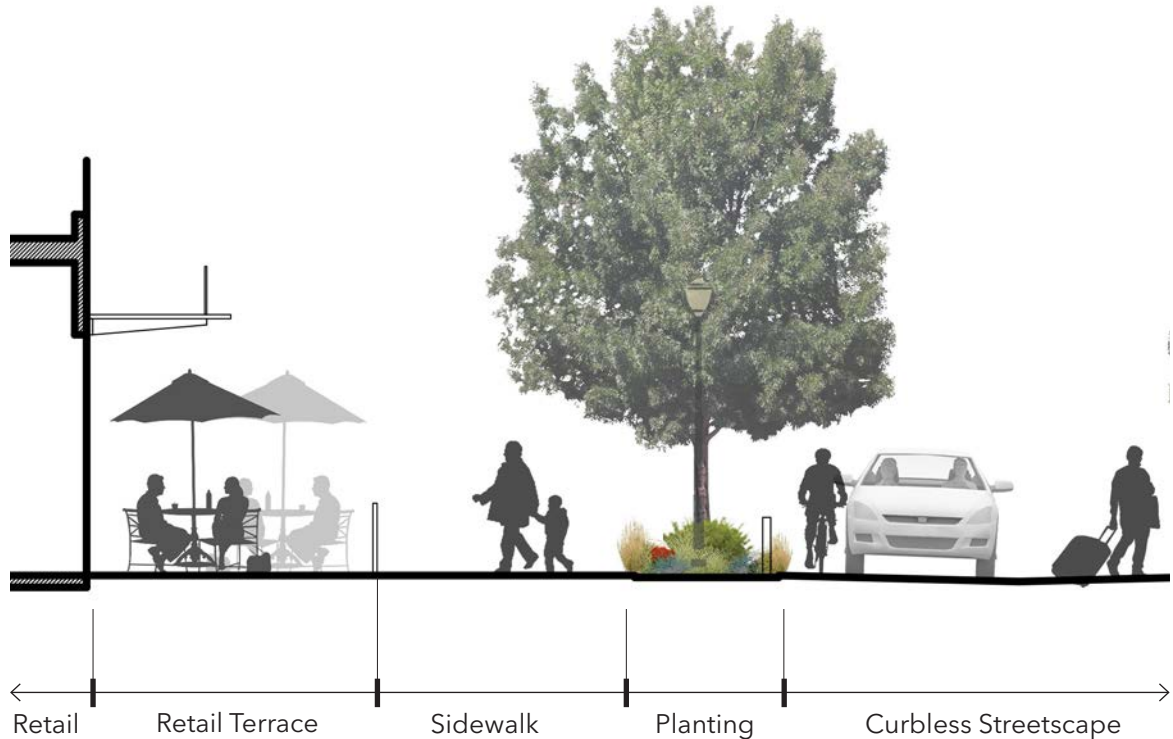 Retail
Retail Terrace
Sidewalk
Planting
Curbless Streetscape